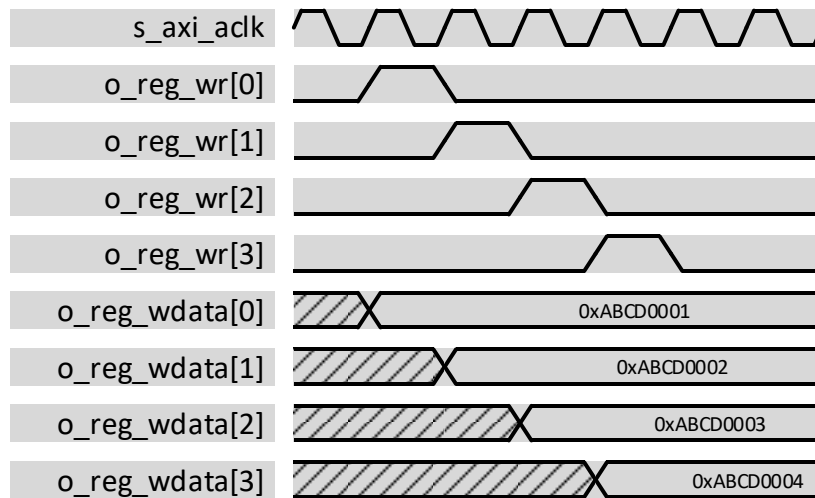 s_axi_aclk
o_reg_wr[0]
o_reg_wr[1]
o_reg_wr[2]
o_reg_wr[3]
o_reg_wdata[0] 0xABCD0001
o_reg_wdata[1] 0xABCD0002
o_reg_wdata[2] 0xABCD0003
o_reg_wdata[3] 0xABCD0004